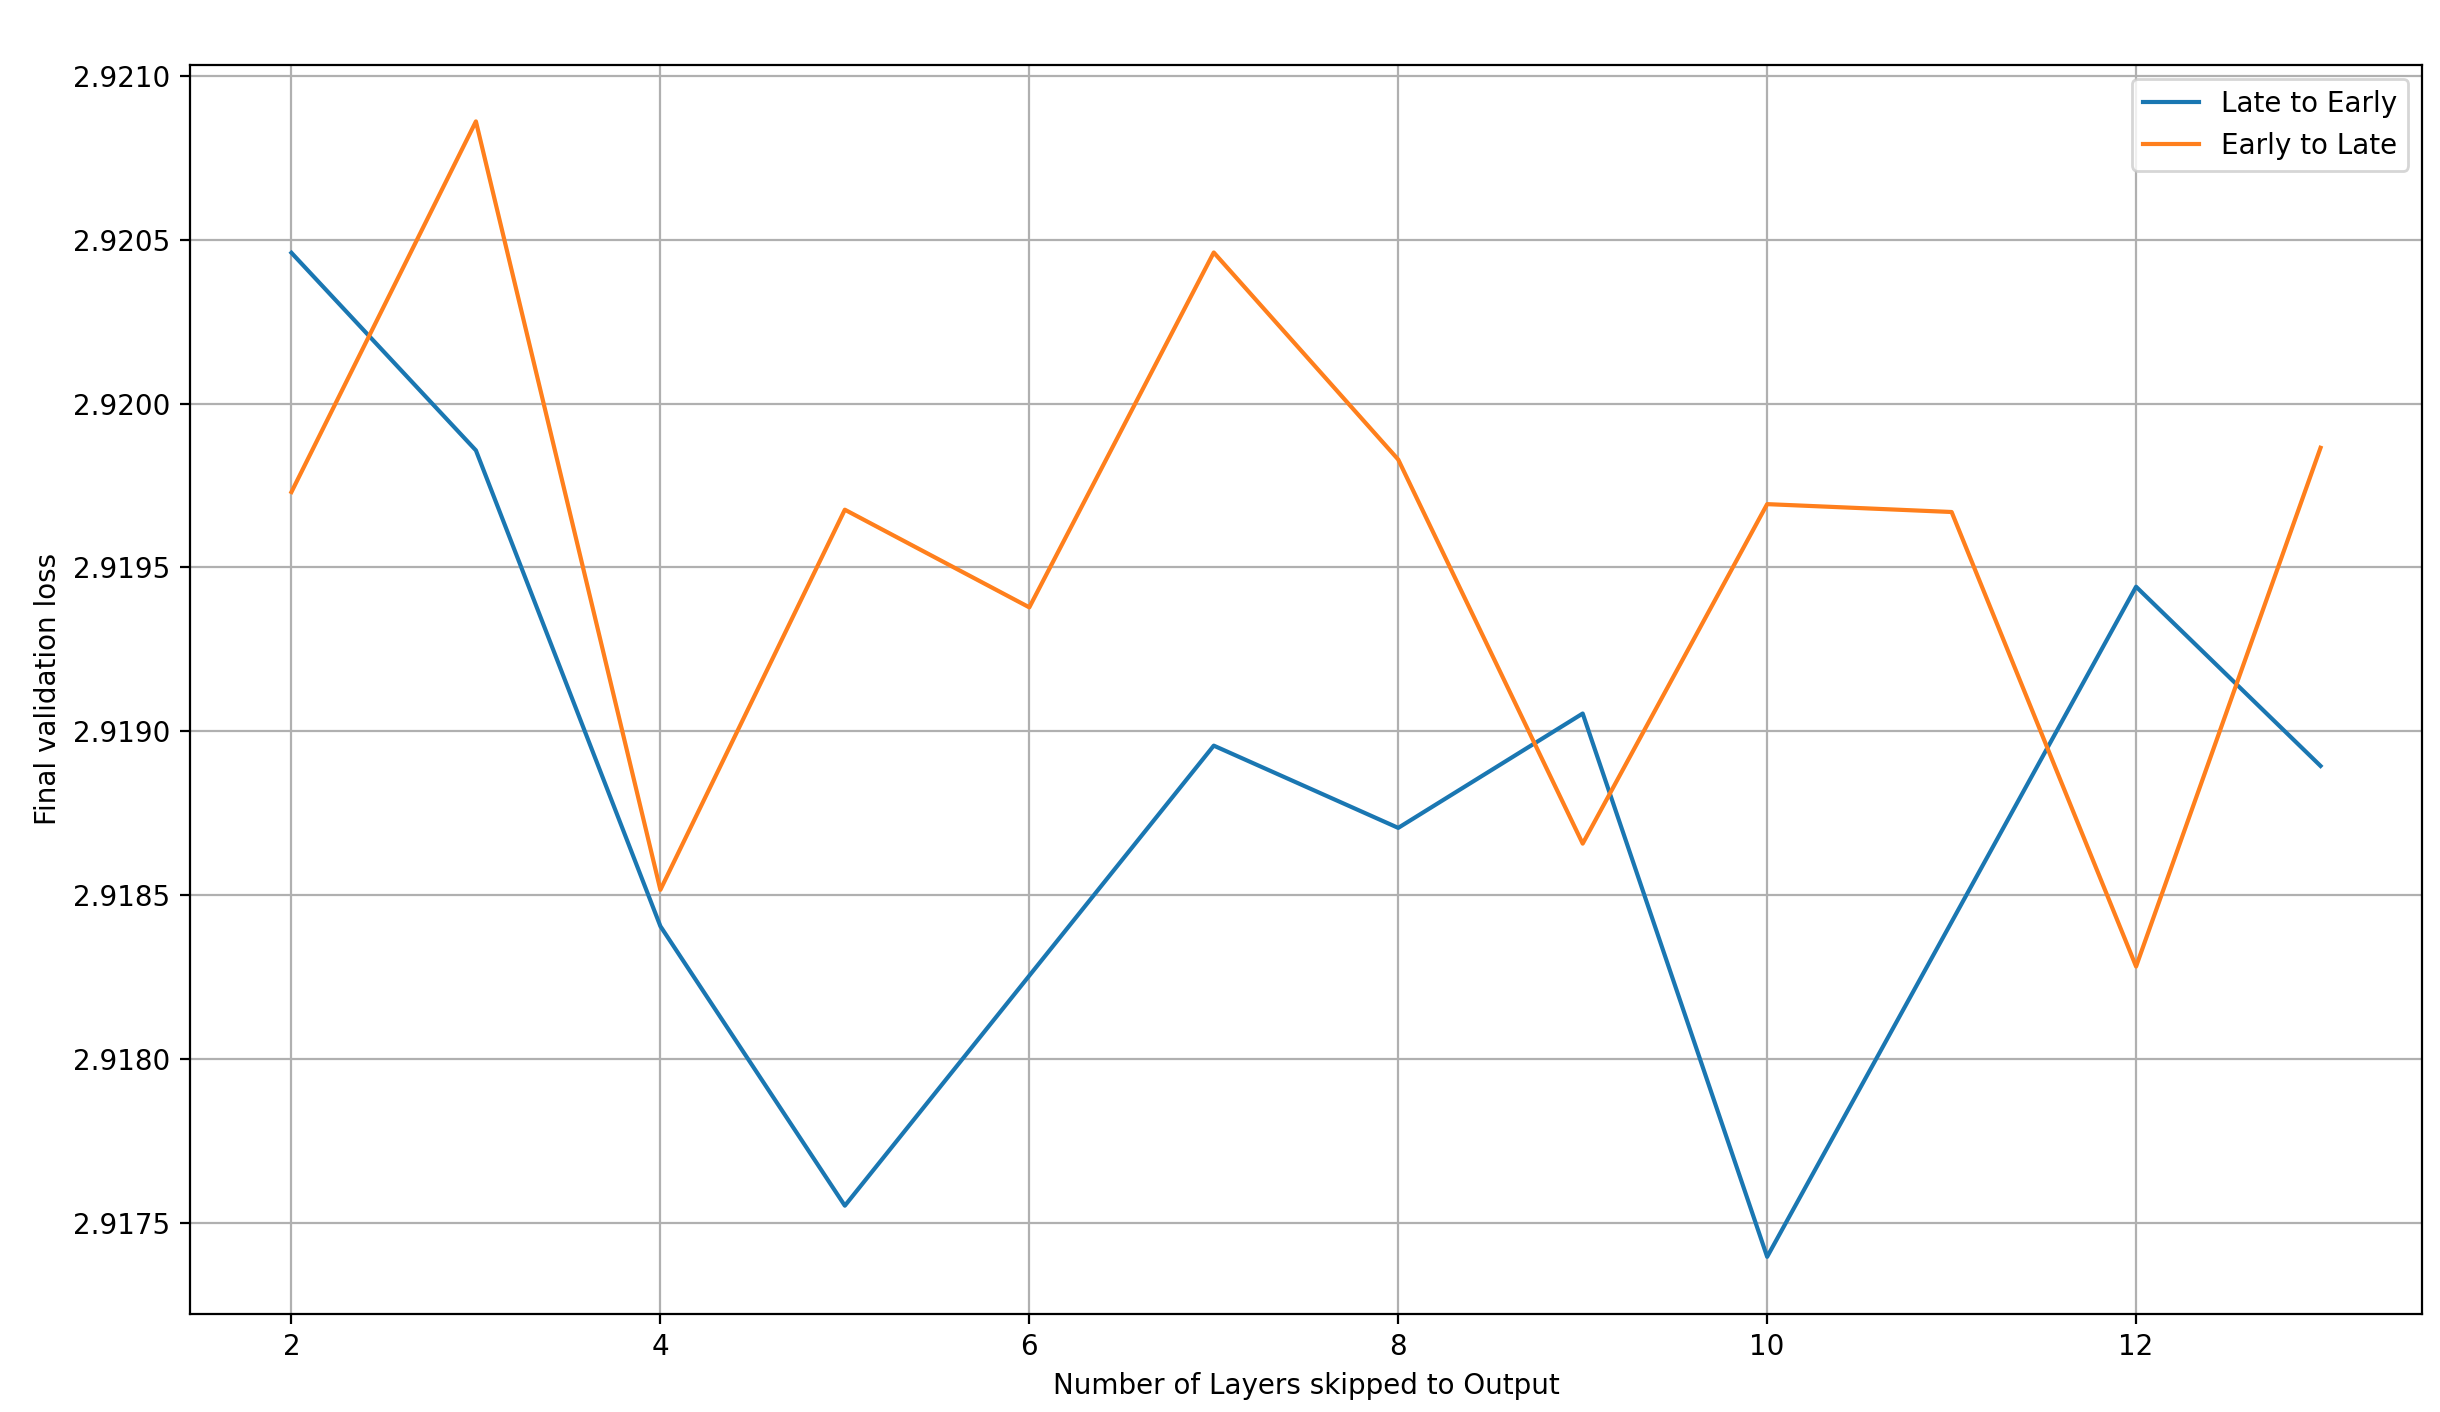 2.9210
2.9205
2.9200
2.9195
2.9190
2.9185
2.9180
2.9175
Final validation loss
Late to Early
Early to Late
2 4 6 8 10 12
Number of Layers skipped to Output